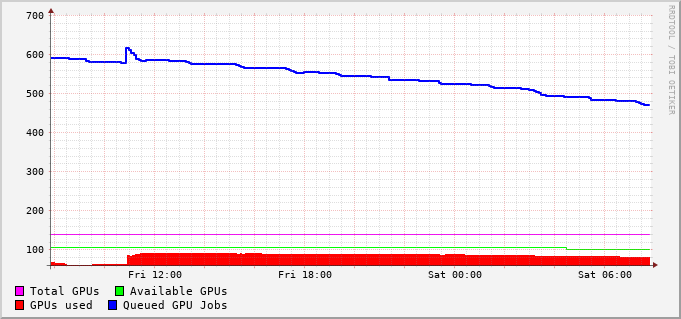 700
600
500
400
300
200
100
Fri 12:00 Fri 18:00 Sat 00:00 Sat 06:00
Total GPUs Available GPUs
GPUs used Queued GPU Jobs
RRDTOOL / TOBI OETIKER